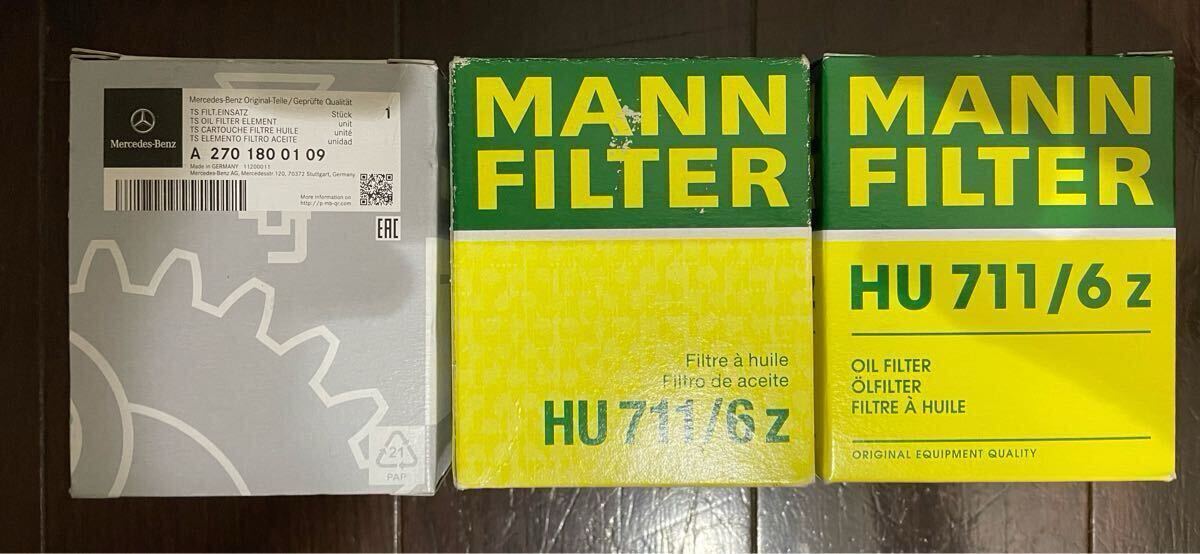 Mercedes-Benz
Mercedes-Benz Original-Teile/Geprüfte Qualität
TS FILT.EINSATZ Stück 1
TS OIL FILTER ELEMENT unit
TS CARTOUCHE FILTRE HUILE unité
TS ELEMENTO FILTRO ACEITE unidad
A 270 180 01 09
Made in GERMANY 11200011
Mercedes-Benz AG, Mercedesstr.120, 70372 Stuttgart, Germany
More information on
http://p-mb-qr.com
EAC
21
PAP
MANN
FILTER
Filtre à huile
Filtro de aceite
HU 711/6 z
MANN
FILTER
HU 711/6 z
OIL FILTER
ÖLFILTER
FILTRE À HUILE
ORIGINAL EQUIPMENT QUALITY